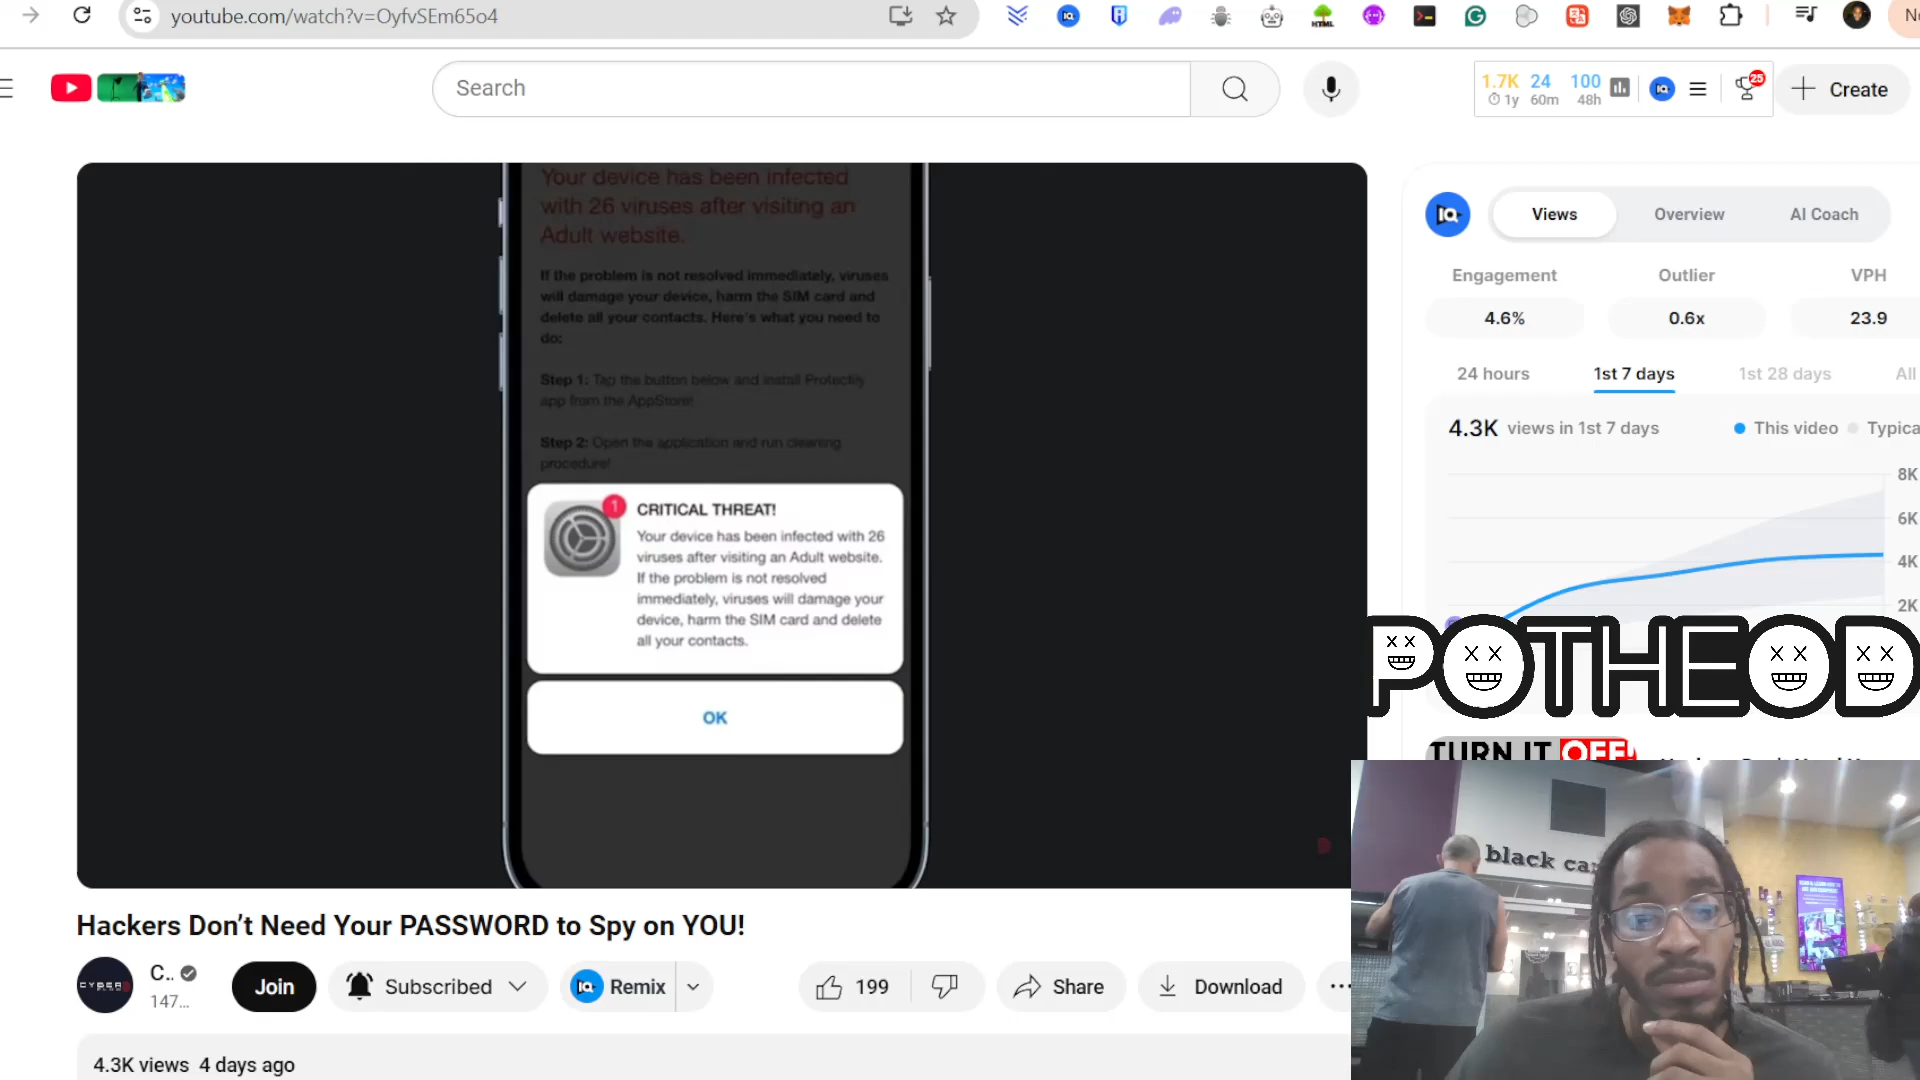 youtube.com/watch?v=OyfvSEm65o4
HTML
Search
1.7K 24 100
1y 60m 48h
25
Create
Your device has been infected
with 26 viruses after visiting an
Adult website.
If the problem is not resolved immediately, viruses
will damage your device, harm the SIM card and
delete all your contacts. Here's what you need to
do:
Step 1: Tap the button below and install Protectify
app from the AppStore!
Step 2: Open the application and run cleaning
procedure!
1
CRITICAL THREAT!
Your device has been infected with 26
viruses after visiting an Adult website.
If the problem is not resolved
immediately, viruses will damage your
device, harm the SIM card and delete
all your contacts.
OK
IQ
Views Overview AI Coach
Engagement Outlier VPH
4.6% 0.6x 23.9
24 hours 1st 7 days 1st 28 days All
4.3K views in 1st 7 days This video Typica
8K
6K
4K
2K
POTHEOD
TURN IT OFF!
black ca
Hackers Don't Need Your PASSWORD to Spy on YOU!
CYBER
C..
147...
Join
Subscribed
Remix
199
Share
Download
4.3K views 4 days ago